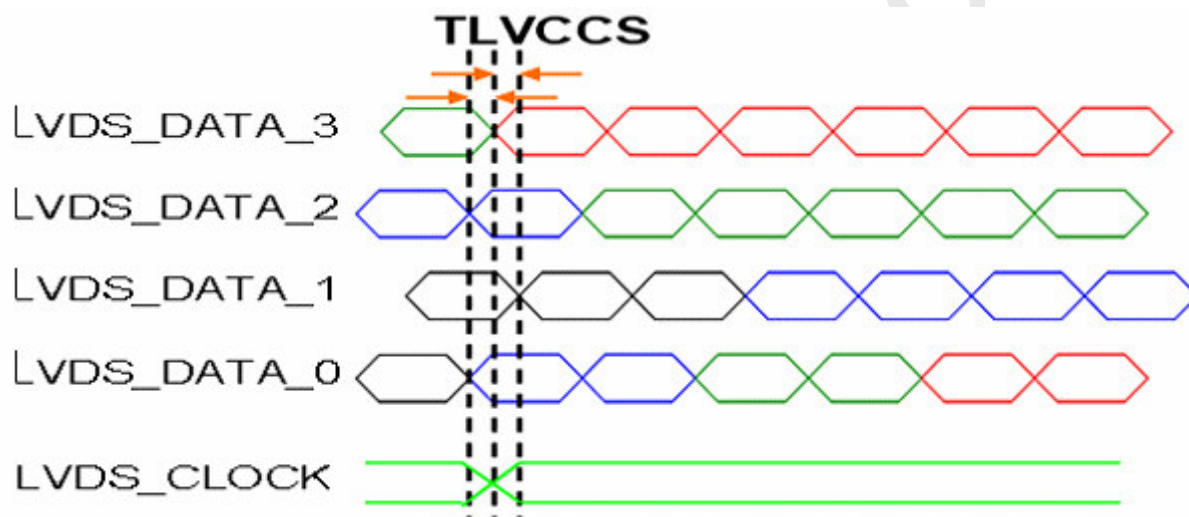 TLVCCS
LVDS_DATA_3
LVDS_DATA_2
LVDS_DATA_1
LVDS_DATA_0
LVDS_CLOCK